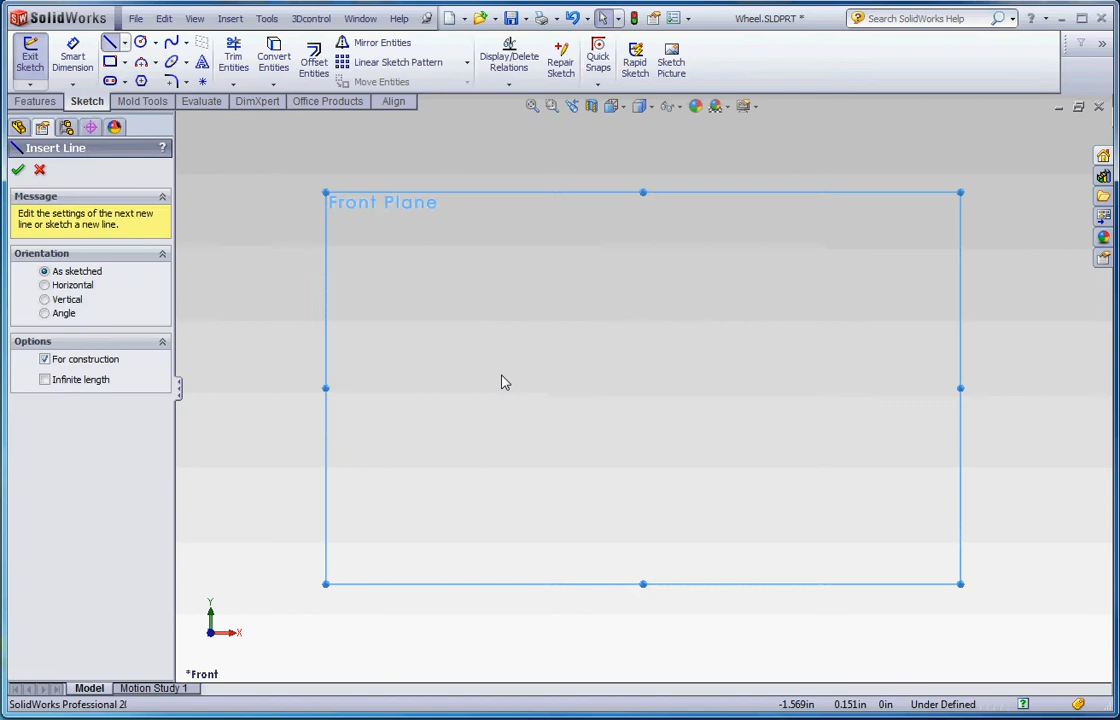 SolidWorks
File Edit View Insert Tools 3Dcontrol Window Help
Wheel.SLDPRT *
Search SolidWorks Help
Exit Sketch
Smart Dimension
Trim Entities
Convert Entities
Offset Entities
Mirror Entities
Linear Sketch Pattern
Move Entities
Display/Delete Relations
Repair Sketch
Quick Snaps
Rapid Sketch
Sketch Picture
Features Sketch Mold Tools Evaluate DimXpert Office Products Align
Insert Line ?
Message
Edit the settings of the next new
line or sketch a new line.
Orientation
As sketched
Horizontal
Vertical
Angle
Options
For construction
Infinite length
Front Plane
Y
X
*Front
Model Motion Study 1
SolidWorks Professional 20
-1.569in 0.151in 0in Under Defined